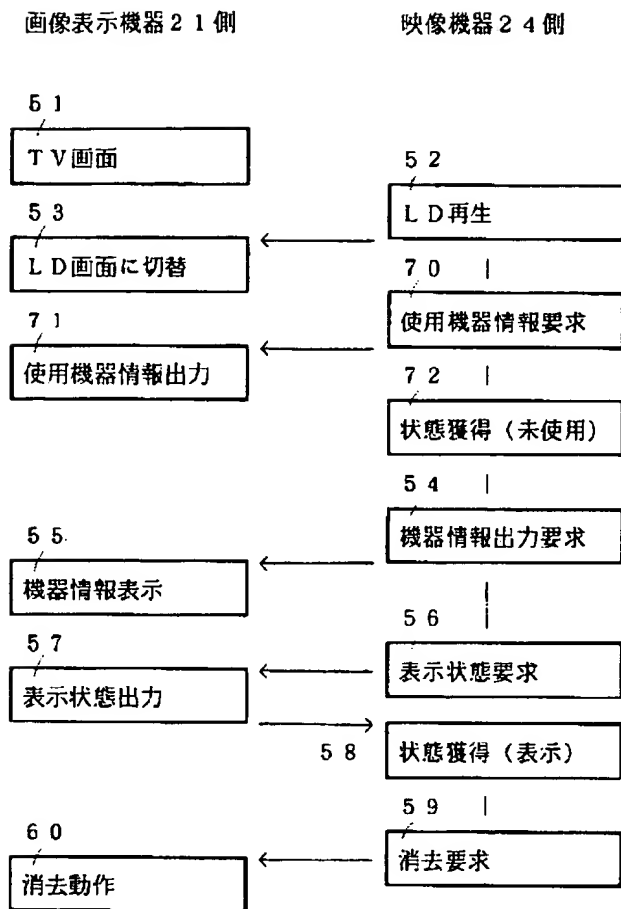 画像表示機器21側
映像機器24側
51
TV画面
52
LD再生
53
LD画面に切替
70
使用機器情報要求
71
使用機器情報出力
72
状態獲得(未使用)
54
機器情報出力要求
55
機器情報表示
56
表示状態要求
57
表示状態出力
58
状態獲得(表示)
59
消去要求
60
消去動作